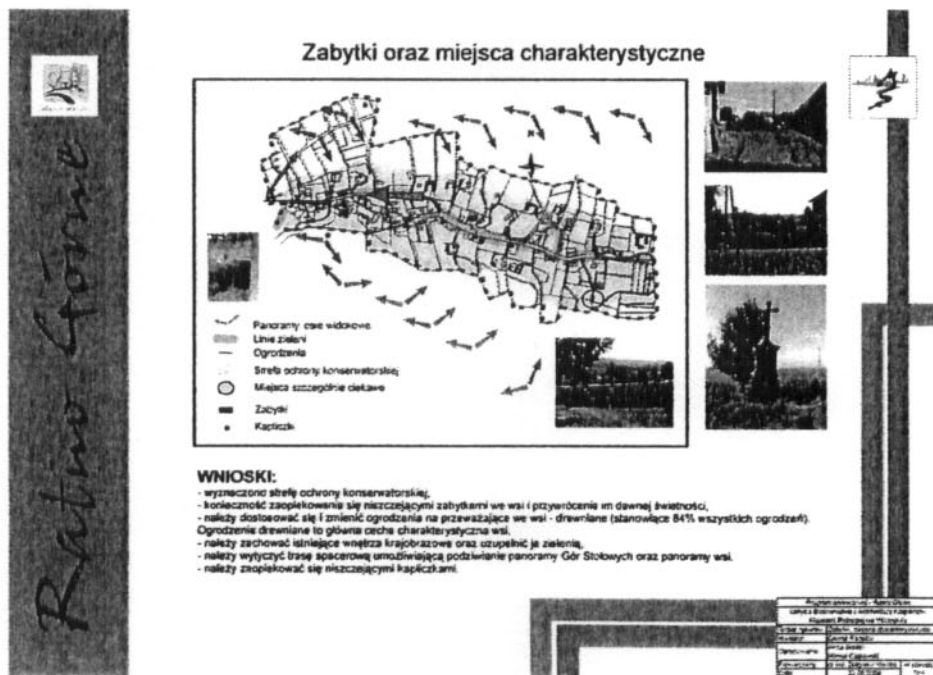 Zabytki oraz miejsca charakterystyczne
Ratno Górne
N
Panoramy osie widokowe
Linie zieleni
Ogrodzenia
Strefa ochrony konserwatorskiej
Miejsca szczególnie ciekawe
Zabytki
Kapliczki
WNIOSKI:
- wyznaczono strefę ochrony konserwatorskiej,
- konieczność zaopiekowania się niszczejącymi zabytkami we wsi i przywrócenie im dawnej świetności,
- należy dostosować się i zmienić ogrodzenia na przeważające we wsi - drewniane (stanowiące 84% wszystkich ogrodzeń).
Ogrodzenie drewniane to główna cecha charakterystyczna wsi,
- należy zachować istniejące wnętrza krajobrazowe oraz uzupełnić je zielenią,
- należy wytyczyć trasę spacerową umożliwiającą podziwianie panoramy Gór Stołowych oraz panoramy wsi.
- należy zaopiekować się niszczejącymi kapliczkami.